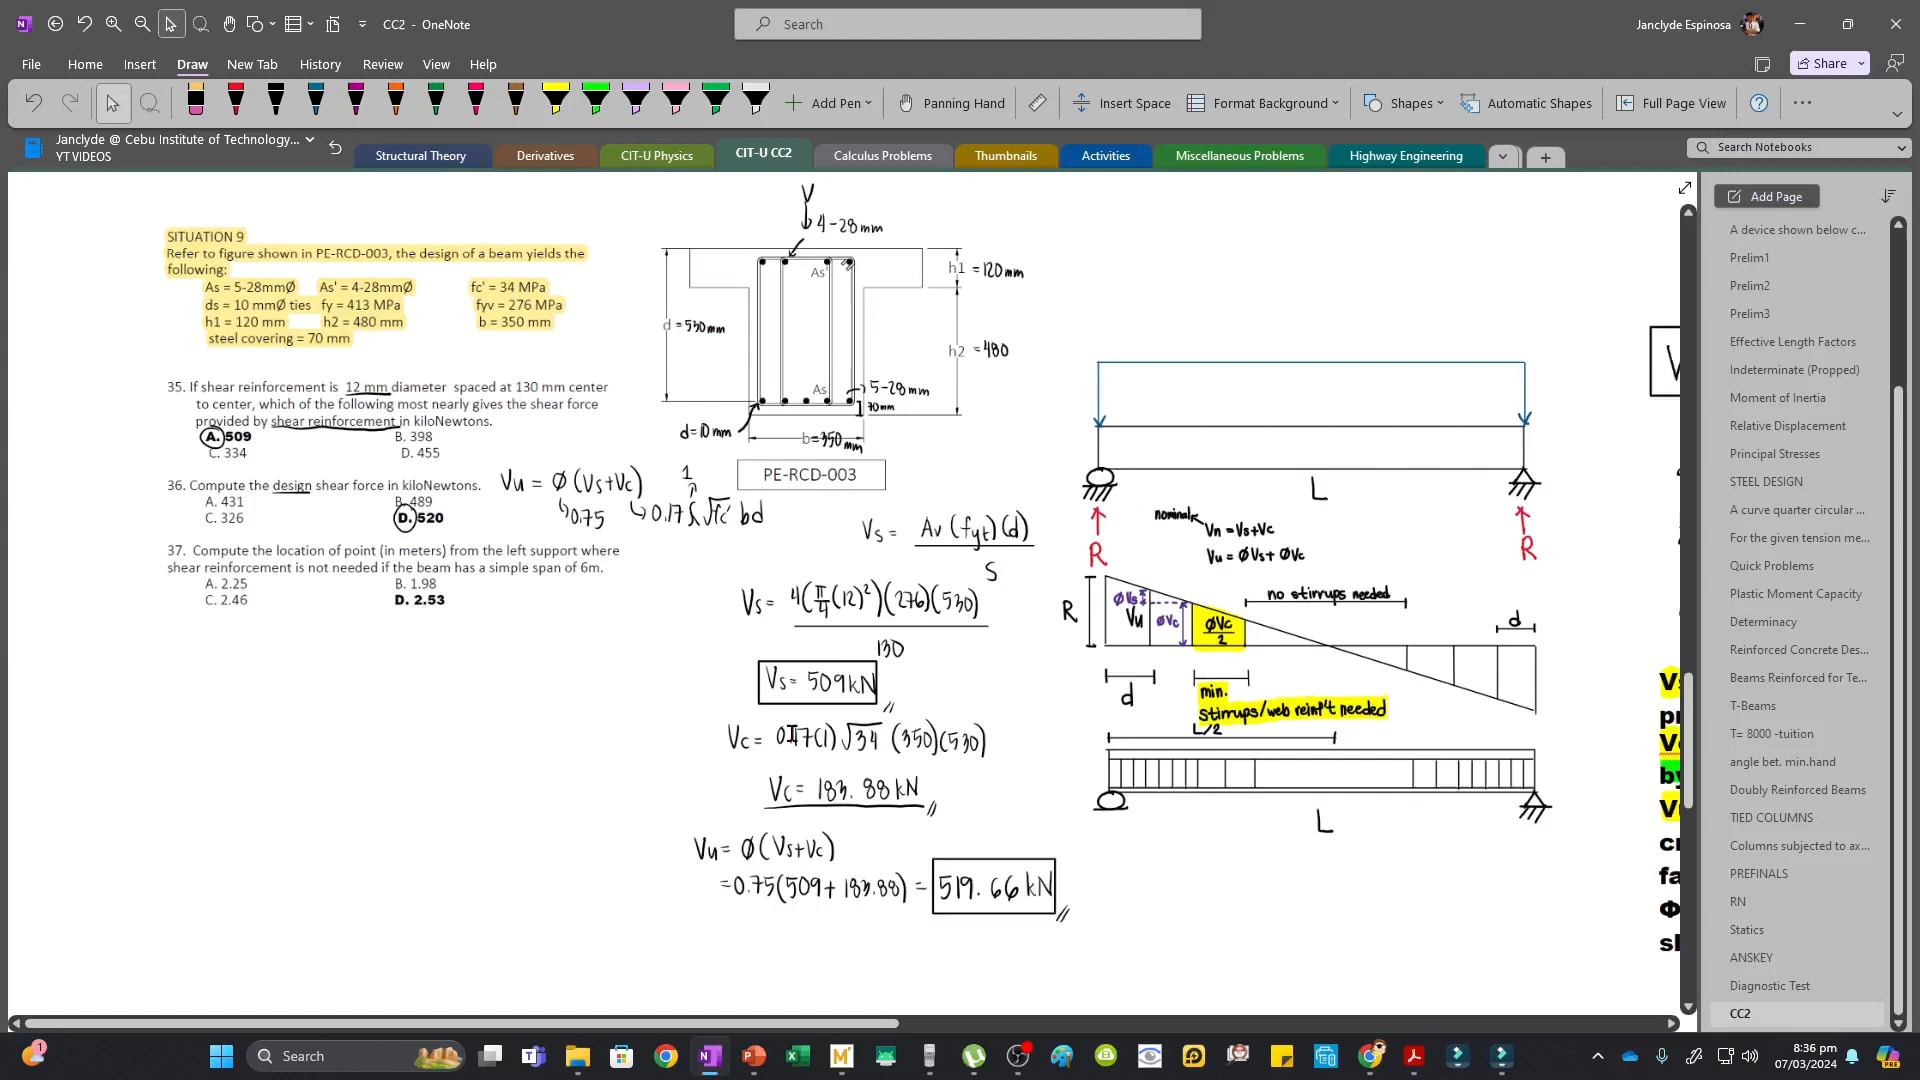 CC2 - OneNote
Search
Janclyde Espinosa
File
Home
Insert
Draw
New Tab
History
Review
View
Help
Share
Add Pen
Panning Hand
Insert Space
Format Background
Shapes
Automatic Shapes
Full Page View
Janclyde @ Cebu Institute of Technology...
YT VIDEOS
Structural Theory
Derivatives
CIT-U Physics
CIT-U CC2
Calculus Problems
Thumbnails
Activities
Miscellaneous Problems
Highway Engineering
Search Notebooks
SITUATION 9
Refer to figure shown in PE-RCD-003, the design of a beam yields the
following:
As = 5-28mmØ As' = 4-28mmØ fc' = 34 MPa
ds = 10 mmØ ties fy = 413 MPa fyv = 276 MPa
h1 = 120 mm h2 = 480 mm b = 350 mm
steel covering = 70 mm
35. If shear reinforcement is 12 mm diameter spaced at 130 mm center
to center, which of the following most nearly gives the shear force
provided by shear reinforcement in kiloNewtons.
A. 509 B. 398
C. 334 D. 455
36. Compute the design shear force in kiloNewtons.
A. 431 B. 489
C. 326 D. 520
37. Compute the location of point (in meters) from the left support where
shear reinforcement is not needed if the beam has a simple span of 6m.
A. 2.25 B. 1.98
C. 2.46 D. 2.53
V
4-28mm
As'
h1 = 120 mm
d = 530mm
h2 = 480
As
5-28mm
70mm
d=10mm
b=350 mm
PE-RCD-003
Vu = Ø (Vs+Vc)
1
0.75
0.17 λ √fc' bd
Vs = Av (fyt) (d)
S
Vs = 4(π/4 (12)²)(276)(530)
130
Vs = 509 kN
Vc = 0.17(1) √34 (350)(530)
Vc = 183.88 kN
Vu = Ø (Vs+Vc)
= 0.75(509 + 183.88) = 519.66 kN
L
nominal
Vn = Vs+Vc
Vu = ØVs + ØVc
R
R
R
ØVs
Vu
ØVc
ØVc
2
no stirrups needed
d
d
min.
stirrups/web reinf't needed
L/2
L
Add Page
A device shown below c...
Prelim1
Prelim2
Prelim3
Effective Length Factors
Indeterminate (Propped)
Moment of Inertia
Relative Displacement
Principal Stresses
STEEL DESIGN
A curve quarter circular ...
For the given tension me...
Quick Problems
Plastic Moment Capacity
Determinacy
Reinforced Concrete Des...
Beams Reinforced for Te...
T-Beams
T= 8000 -tuition
angle bet. min.hand
Doubly Reinforced Beams
TIED COLUMNS
Columns subjected to ax...
PREFINALS
RN
Statics
ANSKEY
Diagnostic Test
CC2
Search
8:36 pm
07/03/2024